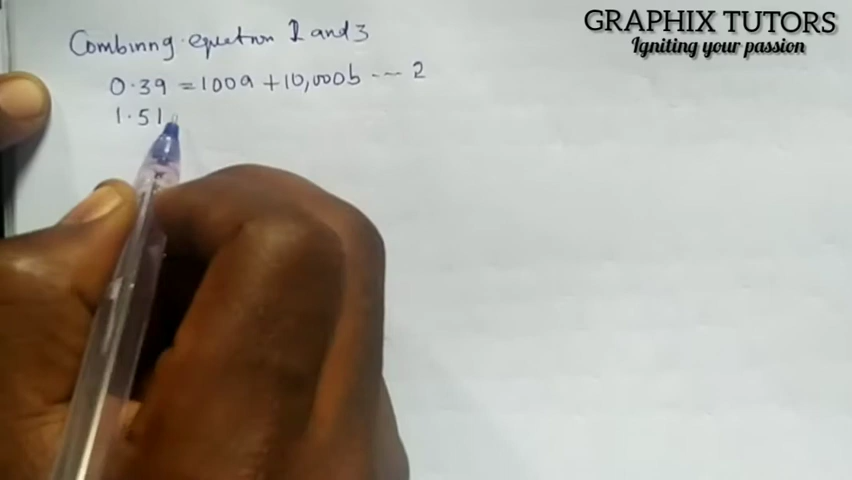 GRAPHIX TUTORS
Igniting your passion
Combining equation 2 and 3
0.39 = 100a + 10,000b --- 2
1.51